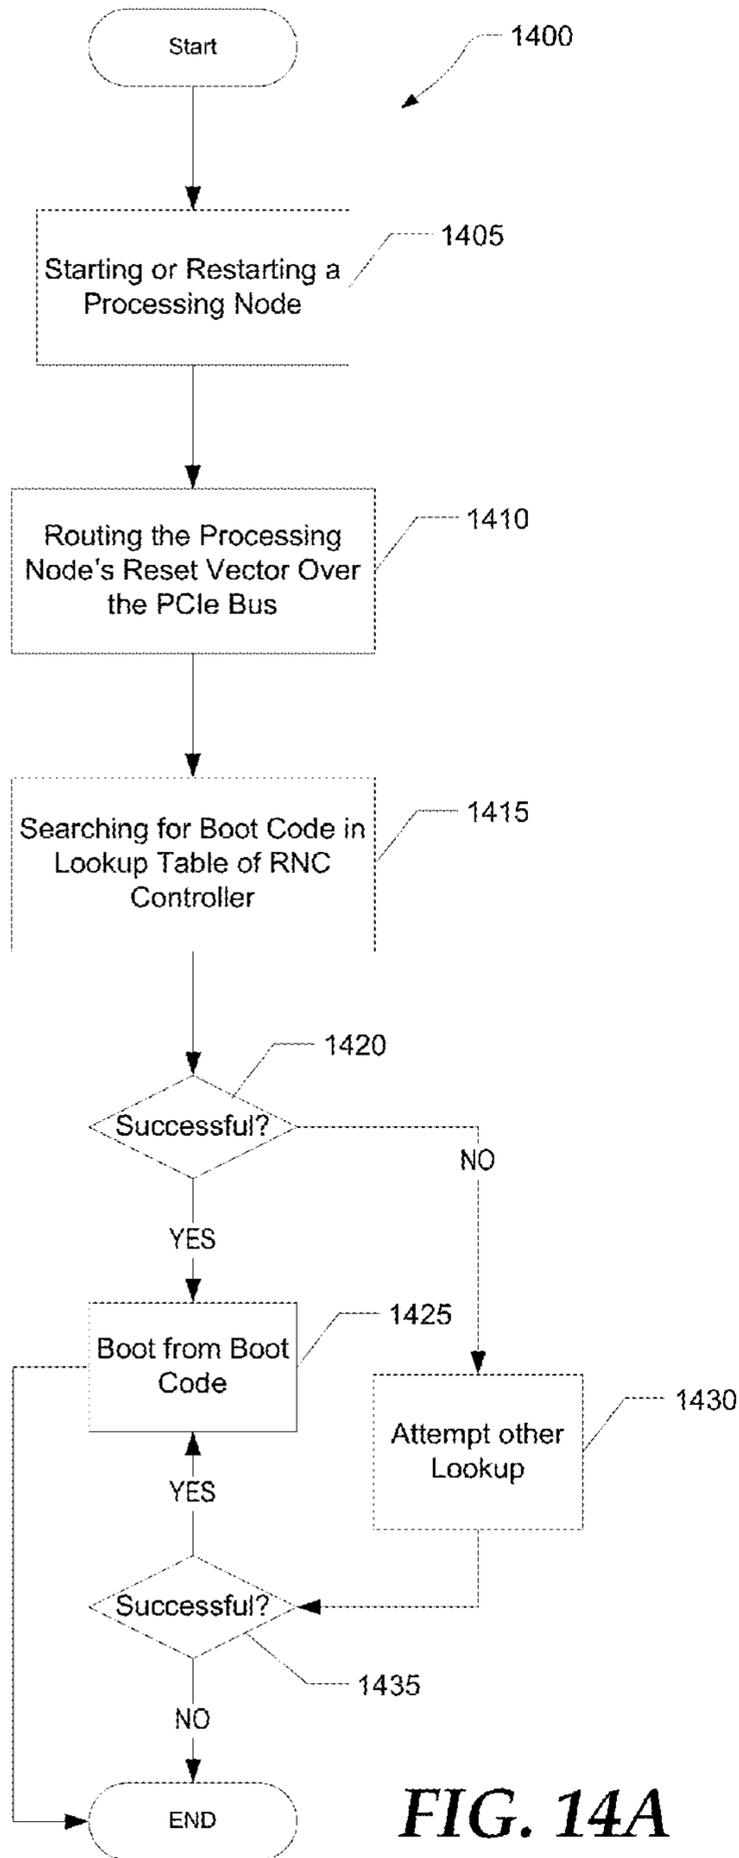 Start
1400
Starting or Restarting a
Processing Node
1405
Routing the Processing
Node's Reset Vector Over
the PCIe Bus
1410
Searching for Boot Code in
Lookup Table of RNC
Controller
1415
1420
Successful?
NO
YES
Boot from Boot
Code
1425
Attempt other
Lookup
1430
YES
Successful?
1435
NO
END
FIG. 14A